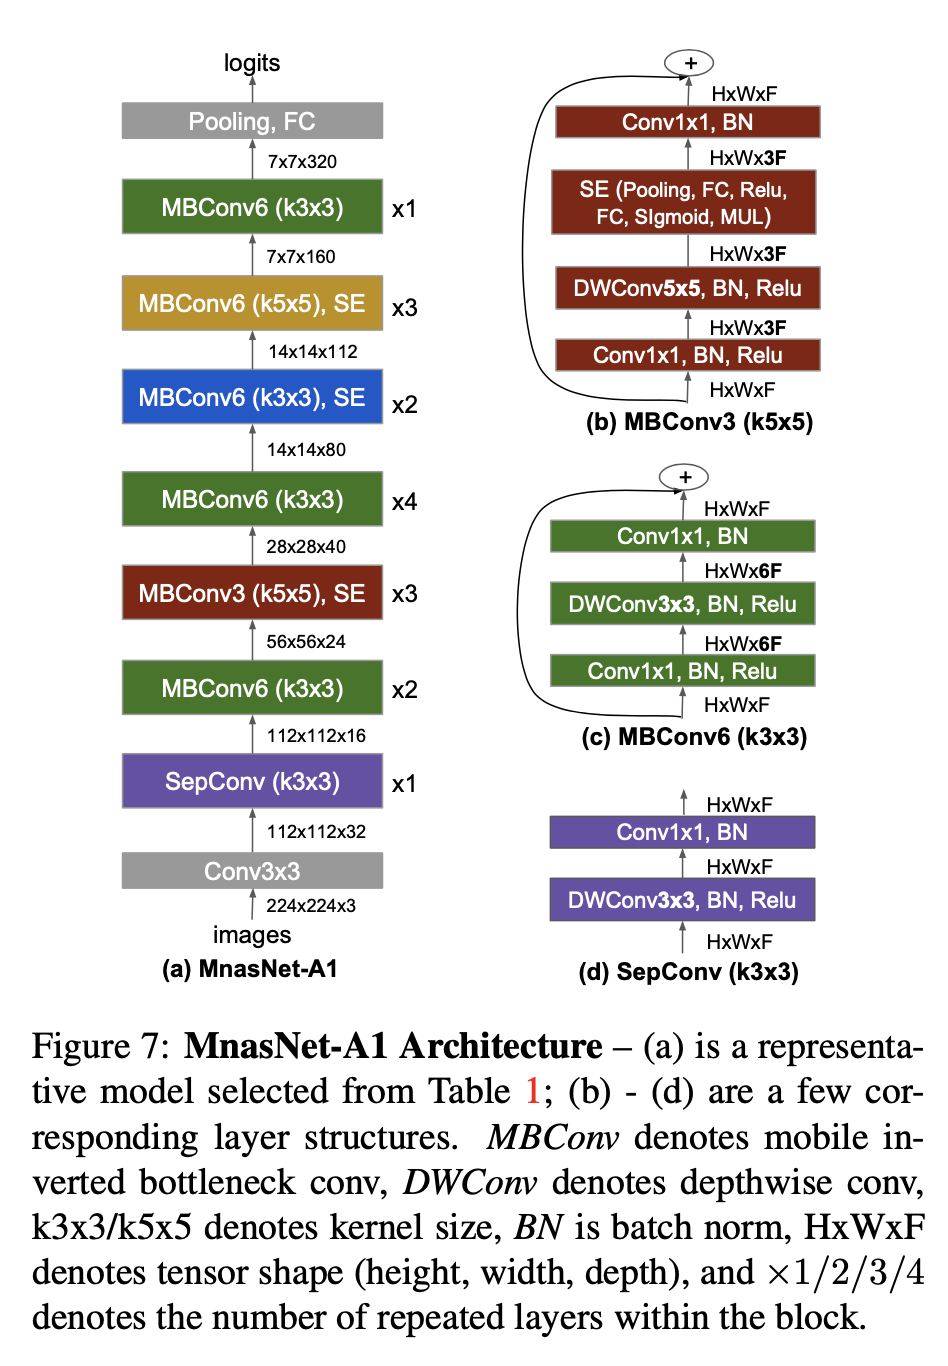 logits
Pooling, FC
7x7x320
MBConv6 (k3x3)
x1
7x7x160
MBConv6 (k5x5), SE
x3
14x14x112
MBConv6 (k3x3), SE
x2
14x14x80
MBConv6 (k3x3)
x4
28x28x40
MBConv3 (k5x5), SE
x3
56x56x24
MBConv6 (k3x3)
x2
112x112x16
SepConv (k3x3)
x1
112x112x32
Conv3x3
224x224x3
images
(a) MnasNet-A1
+
HxWxF
Conv1x1, BN
HxWx3F
SE (Pooling, FC, Relu,
FC, SIgmoid, MUL)
HxWx3F
DWConv5x5, BN, Relu
HxWx3F
Conv1x1, BN, Relu
HxWxF
(b) MBConv3 (k5x5)
+
HxWxF
Conv1x1, BN
HxWx6F
DWConv3x3, BN, Relu
HxWx6F
Conv1x1, BN, Relu
HxWxF
(c) MBConv6 (k3x3)
HxWxF
Conv1x1, BN
HxWxF
DWConv3x3, BN, Relu
HxWxF
(d) SepConv (k3x3)
Figure 7: MnasNet-A1 Architecture – (a) is a representa-
tive model selected from Table 1; (b) - (d) are a few cor-
responding layer structures. MBConv denotes mobile in-
verted bottleneck conv, DWConv denotes depthwise conv,
k3x3/k5x5 denotes kernel size, BN is batch norm, HxWxF
denotes tensor shape (height, width, depth), and ×1/2/3/4
denotes the number of repeated layers within the block.